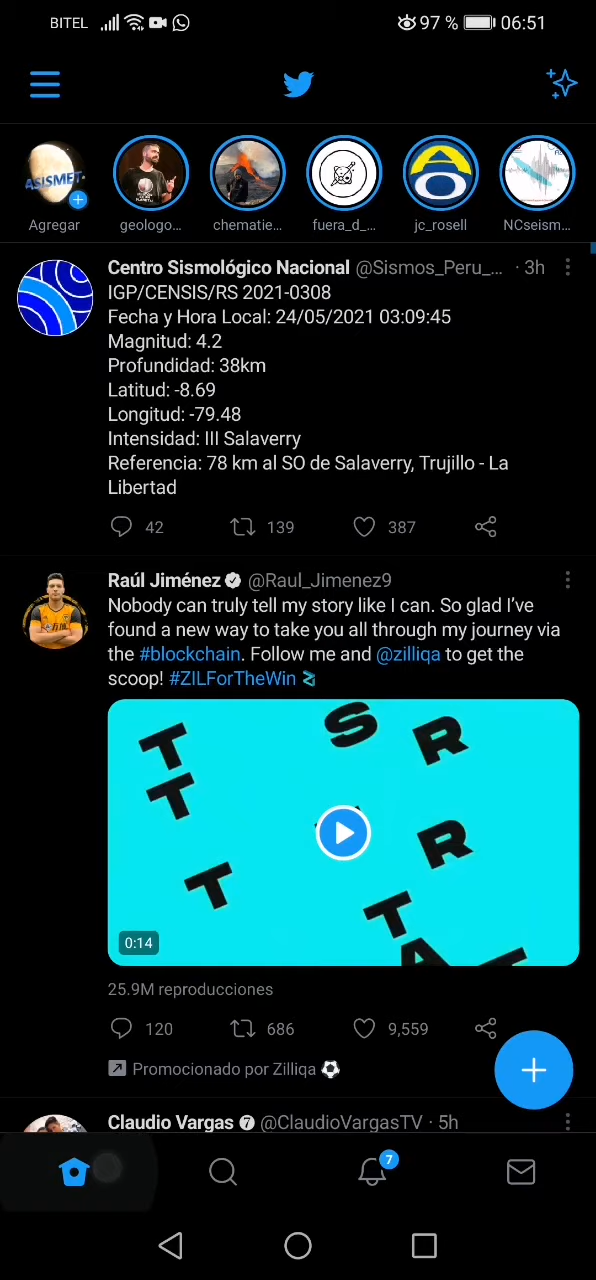 BITEL 97 % 06:51
ASISMET
Agregar geologo... chematie... fuera_d_... jc_rosell NCseism...
Centro Sismológico Nacional @Sismos_Peru_... · 3h
IGP/CENSIS/RS 2021-0308
Fecha y Hora Local: 24/05/2021 03:09:45
Magnitud: 4.2
Profundidad: 38km
Latitud: -8.69
Longitud: -79.48
Intensidad: III Salaverry
Referencia: 78 km al SO de Salaverry, Trujillo - La
Libertad
42 139 387
Raúl Jiménez @Raul_Jimenez9
Nobody can truly tell my story like I can. So glad I've
found a new way to take you all through my journey via
the #blockchain. Follow me and @zilliqa to get the
scoop! #ZILForTheWin
S R
T
T
R
T
T
A
T
0:14
25.9M reproducciones
120 686 9,559
Promocionado por Zilliqa ⚽
Claudio Vargas ❼ @ClaudioVargasTV · 5h
7